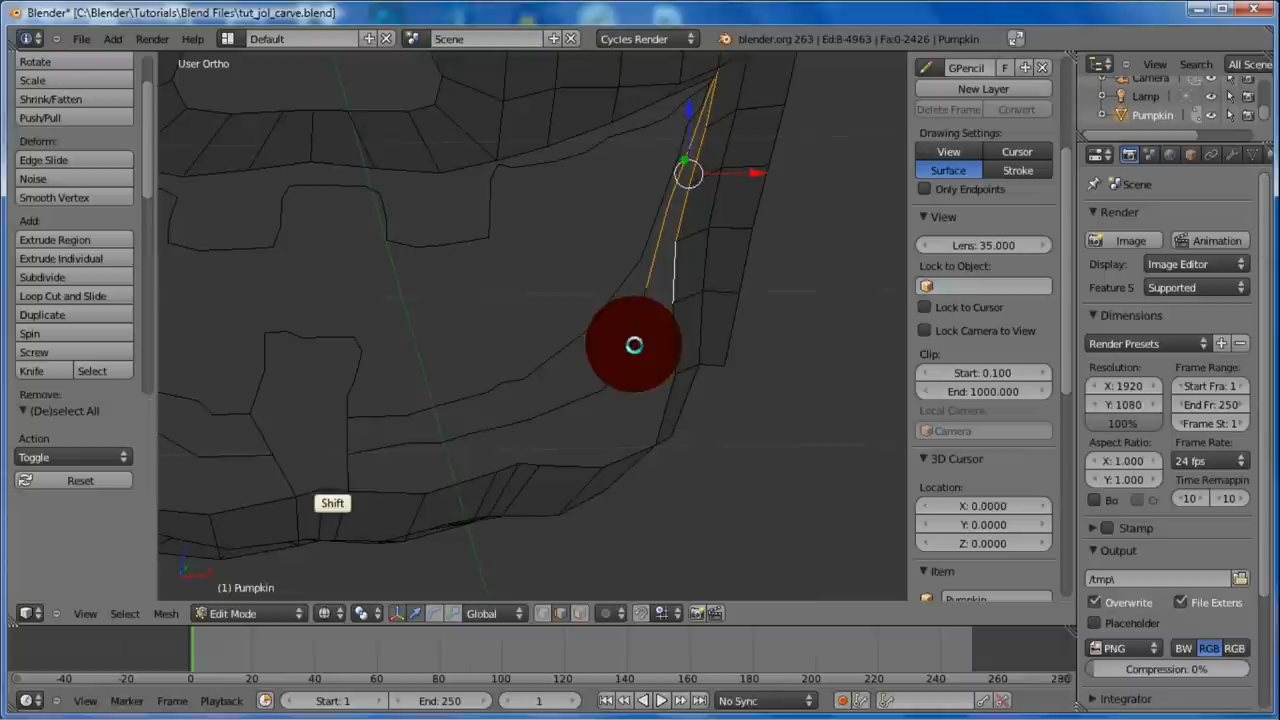 Blender* [C:\Blender\Tutorials\Blend Files\tut_jol_carve.blend]
File Add Render Help Default Scene Cycles Render blender.org 263 | Ed:8-4963 | Fa:0-2426 | Pumpkin
Rotate
Scale
Shrink/Fatten
Push/Pull
Deform:
Edge Slide
Noise
Smooth Vertex
Add:
Extrude Region
Extrude Individual
Subdivide
Loop Cut and Slide
Duplicate
Spin
Screw
Knife Select
Remove:
(De)select All
Action
Toggle
Reset
User Ortho
Shift
(1) Pumpkin
View Select Mesh Edit Mode Global
GPencil F
New Layer
Delete Frame Convert
Drawing Settings:
View Cursor
Surface Stroke
Only Endpoints
View
Lens: 35.000
Lock to Object:
Lock to Cursor
Lock Camera to View
Clip:
Start: 0.100
End: 1000.000
Local Camera
Camera
3D Cursor
Location:
X: 0.0000
Y: 0.0000
Z: 0.0000
Item
Pumpkin
View Search All Scene
Camera
Lamp
Pumpkin
Scene
Render
Image Animation
Display: Image Editor
Feature S Supported
Dimensions
Render Presets
Resolution: Frame Range:
X: 1920 Start Fra: 1
Y: 1080 End Fr: 250
100% Frame St: 1
Aspect Ratio: Frame Rate:
X: 1.000 24 fps
Y: 1.000 Time Remappin
Bo Cr 10 10
Stamp
Output
/tmp\
Overwrite File Extens
Placeholder
PNG BW RGB RGB
Compression: 0%
Integrator
-40 -20 0 20 40 60 80 100 120 140 160 180 200 220 240 260 280
View Marker Frame Playback Start: 1 End: 250 1 No Sync